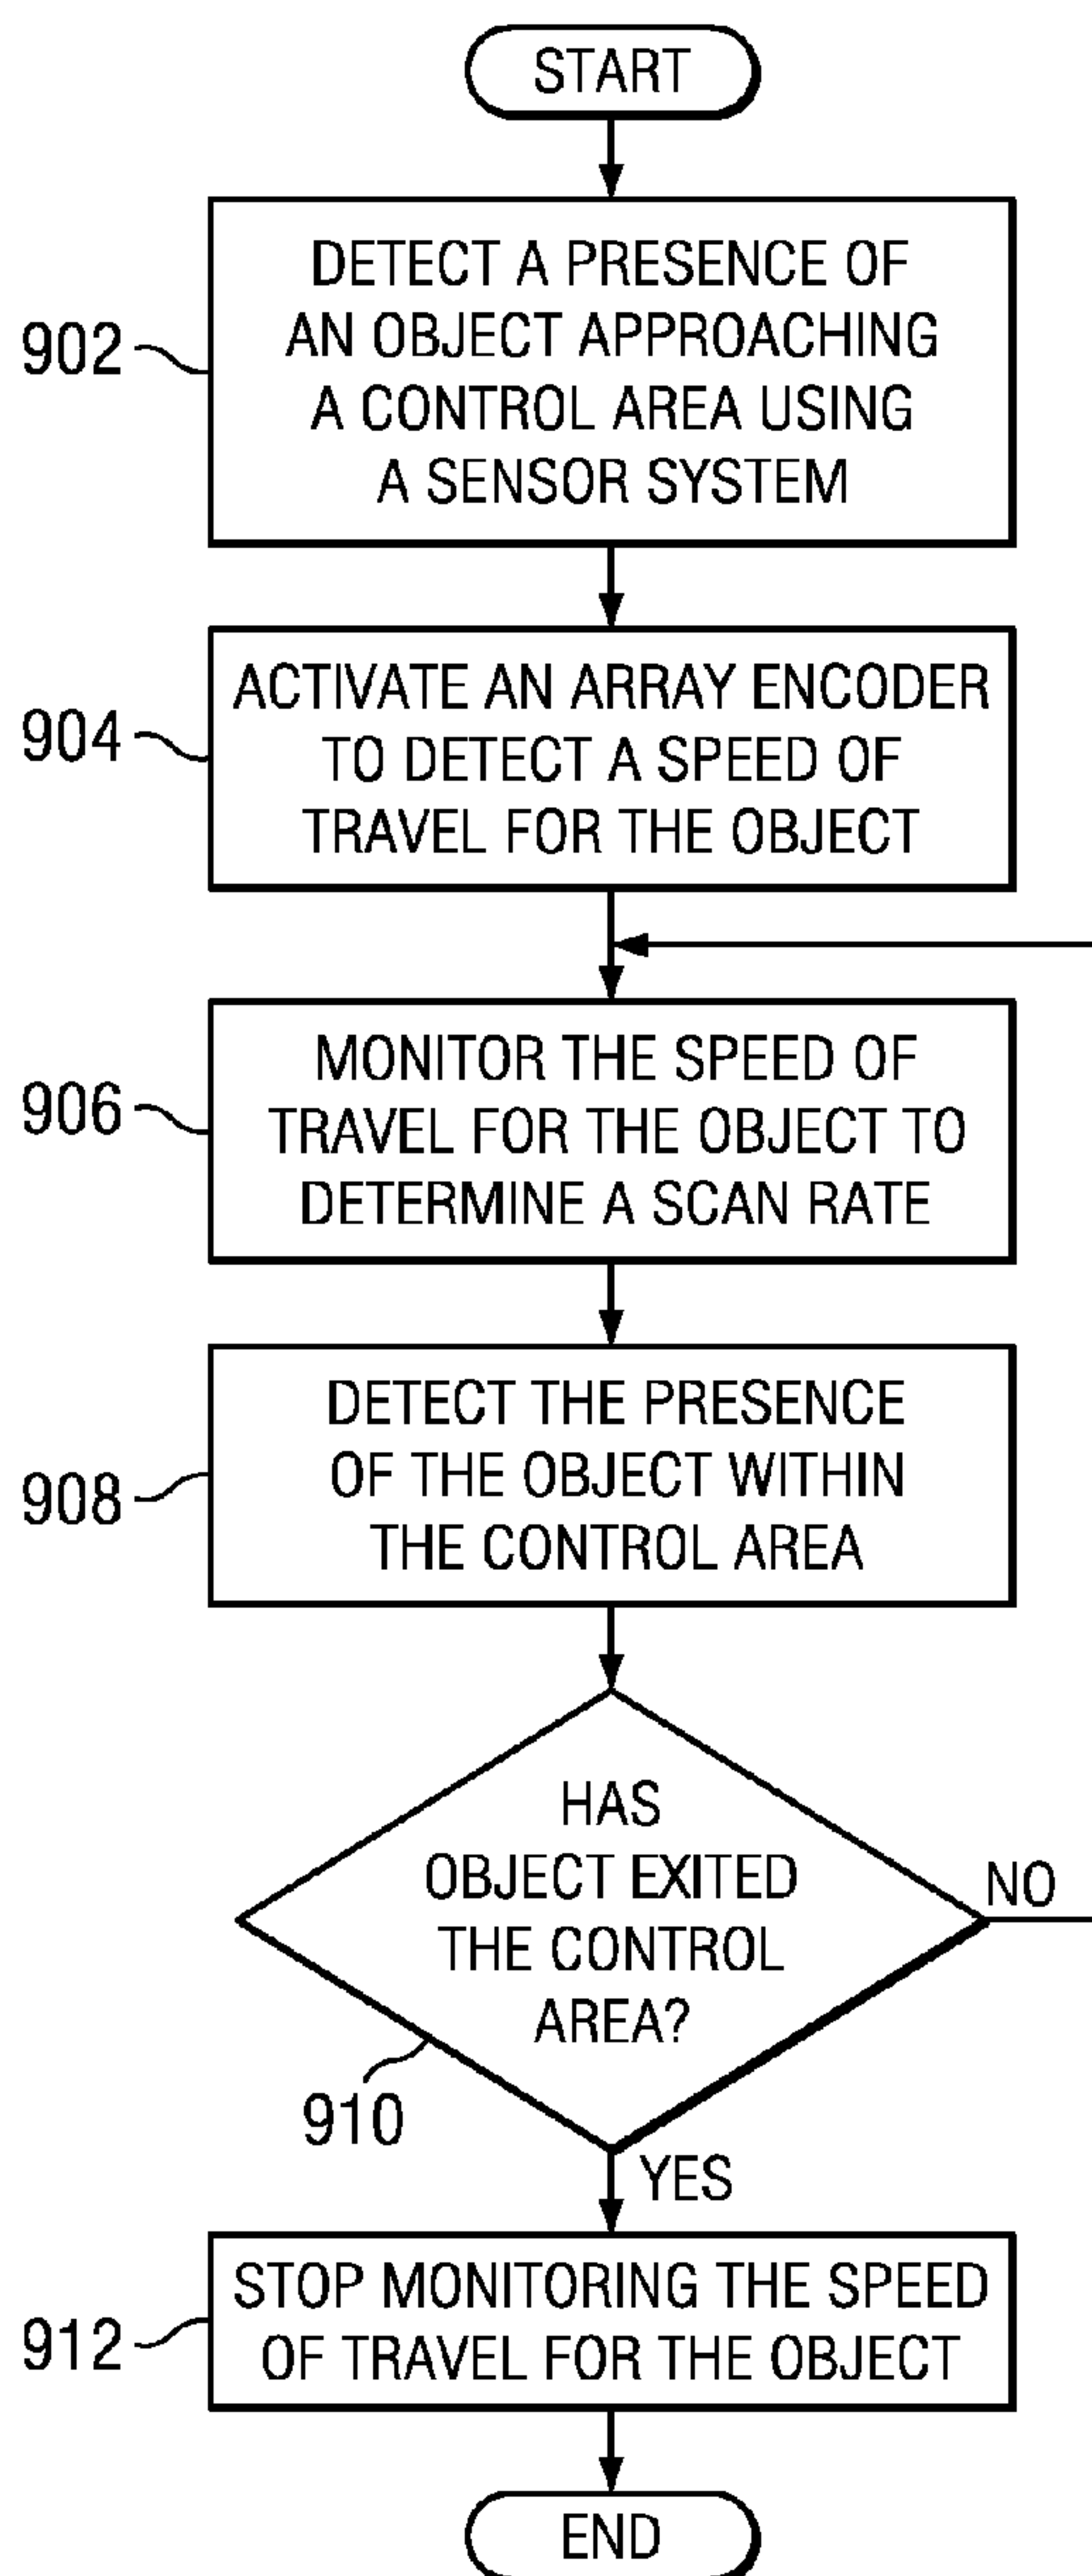 START
DETECT A PRESENCE OF
AN OBJECT APPROACHING
A CONTROL AREA USING
A SENSOR SYSTEM
902
ACTIVATE AN ARRAY ENCODER
TO DETECT A SPEED OF
TRAVEL FOR THE OBJECT
904
MONITOR THE SPEED OF
TRAVEL FOR THE OBJECT TO
DETERMINE A SCAN RATE
906
DETECT THE PRESENCE
OF THE OBJECT WITHIN
THE CONTROL AREA
908
HAS
OBJECT EXITED
THE CONTROL
AREA?
NO
910
YES
STOP MONITORING THE SPEED
OF TRAVEL FOR THE OBJECT
912
END